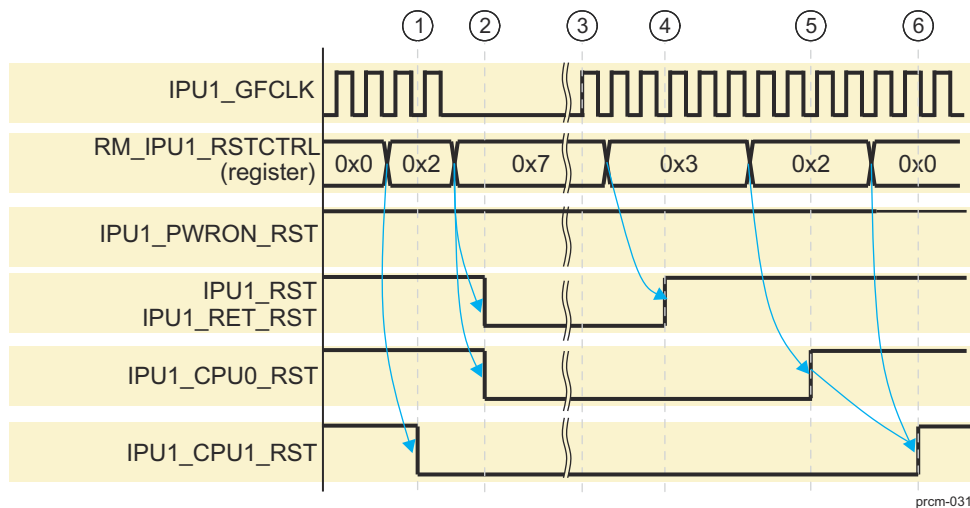 1 2 3 4 5 6
IPU1_GFCLK
RM_IPU1_RSTCTRL
(register)
0x0 0x2 0x7 0x3 0x2 0x0
IPU1_PWRON_RST
IPU1_RST
IPU1_RET_RST
IPU1_CPU0_RST
IPU1_CPU1_RST
prcm-031